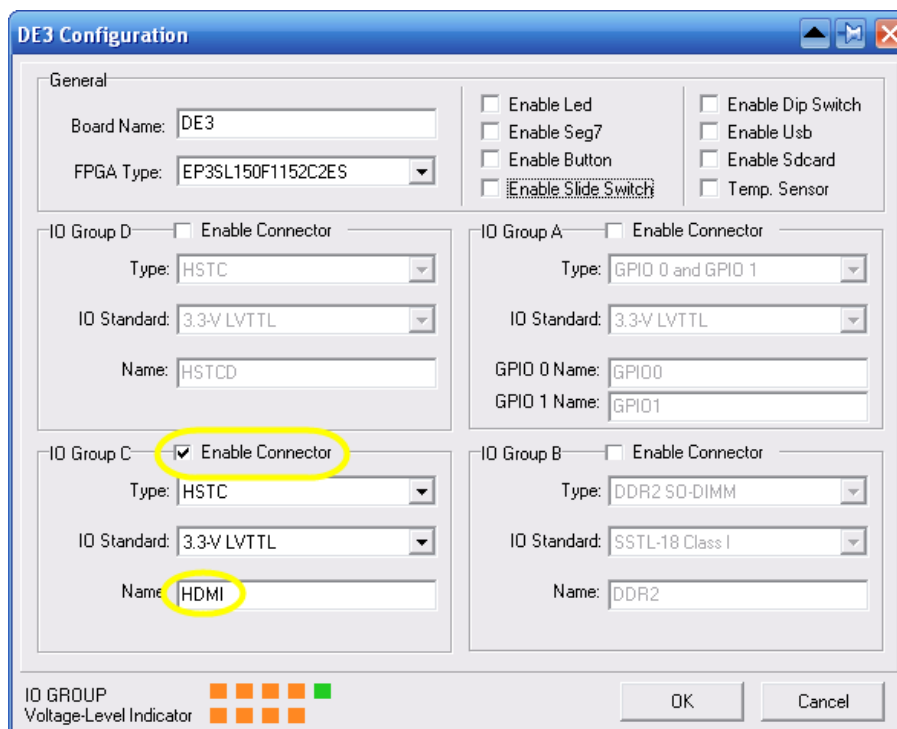 DE3 Configuration
General
Board Name: DE3
FPGA Type: EP3SL150F1152C2ES
Enable Led
Enable Seg7
Enable Button
Enable Slide Switch
Enable Dip Switch
Enable Usb
Enable Sdcard
Temp. Sensor
IO Group D Enable Connector
Type: HSTC
IO Standard: 3.3-V LVTTL
Name: HSTCD
IO Group A Enable Connector
Type: GPIO 0 and GPIO 1
IO Standard: 3.3-V LVTTL
GPIO 0 Name: GPIO0
GPIO 1 Name: GPIO1
IO Group C Enable Connector
Type: HSTC
IO Standard: 3.3-V LVTTL
Name HDMI
IO Group B Enable Connector
Type: DDR2 SO-DIMM
IO Standard: SSTL-18 Class I
Name: DDR2
IO GROUP
Voltage-Level Indicator
OK
Cancel